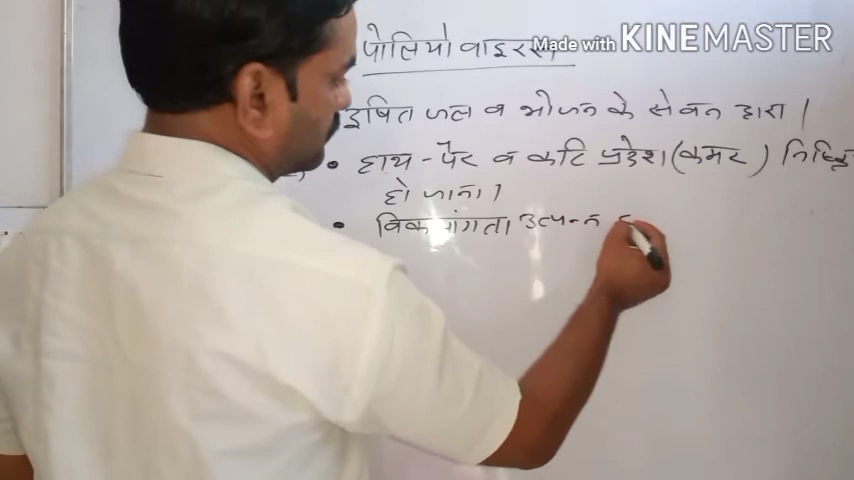 पोलियो वाइरस
Made with KINEMASTER
दूषित जल व भोजन के सेवन द्वारा।
• हाथ-पैर व कटि प्रदेश (कमर)
हो जाना।
• विकलांगता उत्पन्न